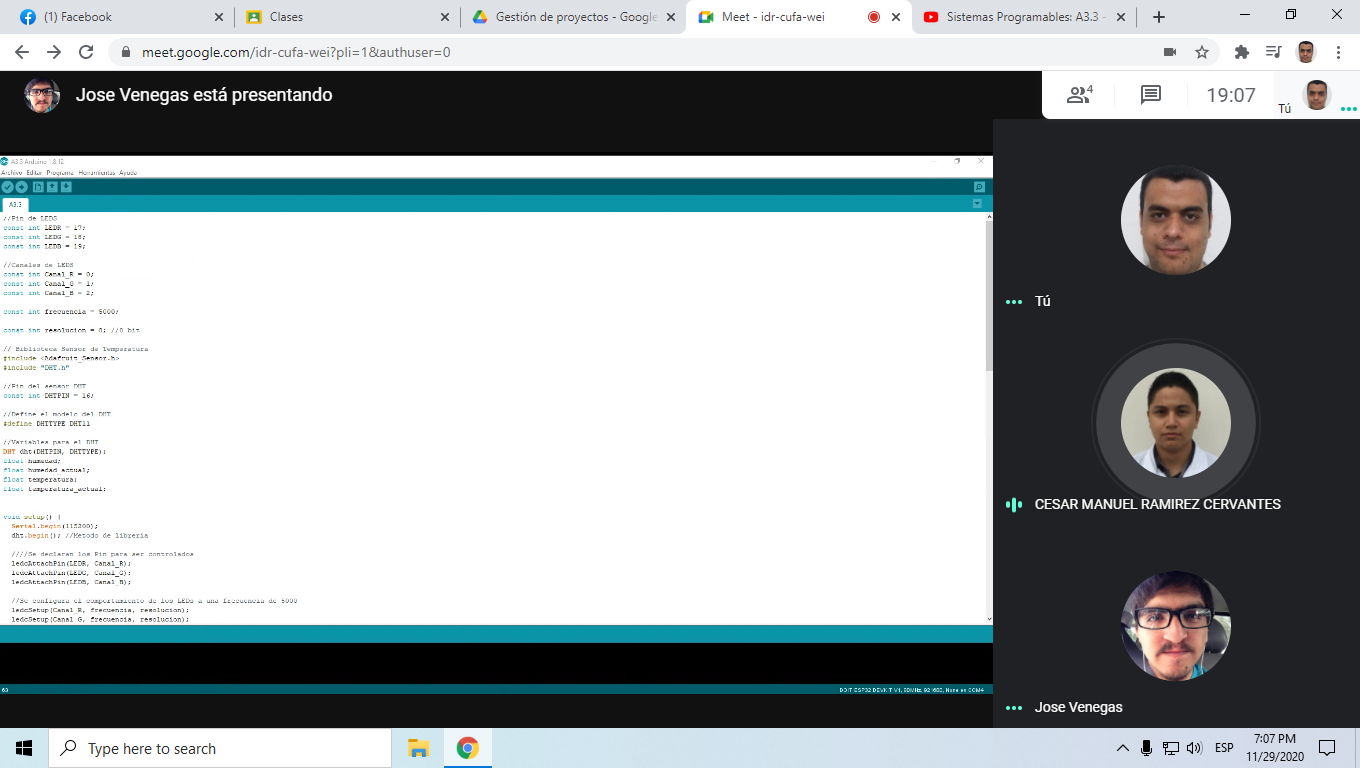 (1) Facebook
Clases
Gestión de proyectos - Google
Meet - idr-cufa-wei
Sistemas Programables: A3.3 -
meet.google.com/idr-cufa-wei?pli=1&authuser=0
Jose Venegas está presentando
4
19:07
Tú
A3.3 Arduino 1.8.12
Archivo Editar Programa Herramientas Ayuda
A3.3
//Pin de LEDS
const int LEDR = 17;
const int LEDG = 18;
const int LEDB = 19;
//Canales de LEDS
const int Canal_R = 0;
const int Canal_G = 1;
const int Canal_B = 2;
const int frecuencia = 5000;
const int resolucion = 8; //8 bit
// Biblioteca Sensor de Temperatura
#include <Adafruit_Sensor.h>
#include "DHT.h"
//Pin del sensor DHT
const int DHTPIN = 16;
//Define el modelo del DHT
#define DHTTYPE DHT11
//Variables para el DHT
DHT dht(DHTPIN, DHTTYPE);
float humedad;
float humedad_actual;
float temperatura;
float temperatura_actual;
void setup() {
Serial.begin(115200);
dht.begin(); //Metodo de libreria
////Se declaran los Pin para ser controlados
ledcAttachPin(LEDR, Canal_R);
ledcAttachPin(LEDG, Canal_G);
ledcAttachPin(LEDB, Canal_B);
//Se configura el comportamiento de los LEDs a una frecuencia de 5000
ledcSetup(Canal_R, frecuencia, resolucion);
ledcSetup(Canal_G, frecuencia, resolucion);
63
DOIT ESP32 DEVKIT V1, 80MHz, 921600, None en COM4
Tú
CESAR MANUEL RAMIREZ CERVANTES
Jose Venegas
Type here to search
ESP
7:07 PM
11/29/2020